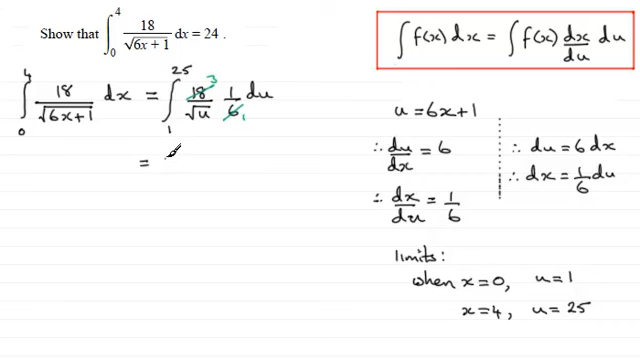 Show that ∫₀⁴ 18/√(6x+1) dx = 24 .
∫ f(x) dx = ∫ f(x) dx/du du
∫₀⁴ 18/√(6x+1) dx = ∫₁²⁵ 18/√u 1/6 du
3
1
=
u = 6x+1
∴ du/dx = 6
∴ dx/du = 1/6
∴ du = 6 dx
∴ dx = 1/6 du
limits:
when x = 0, u = 1
x = 4, u = 25